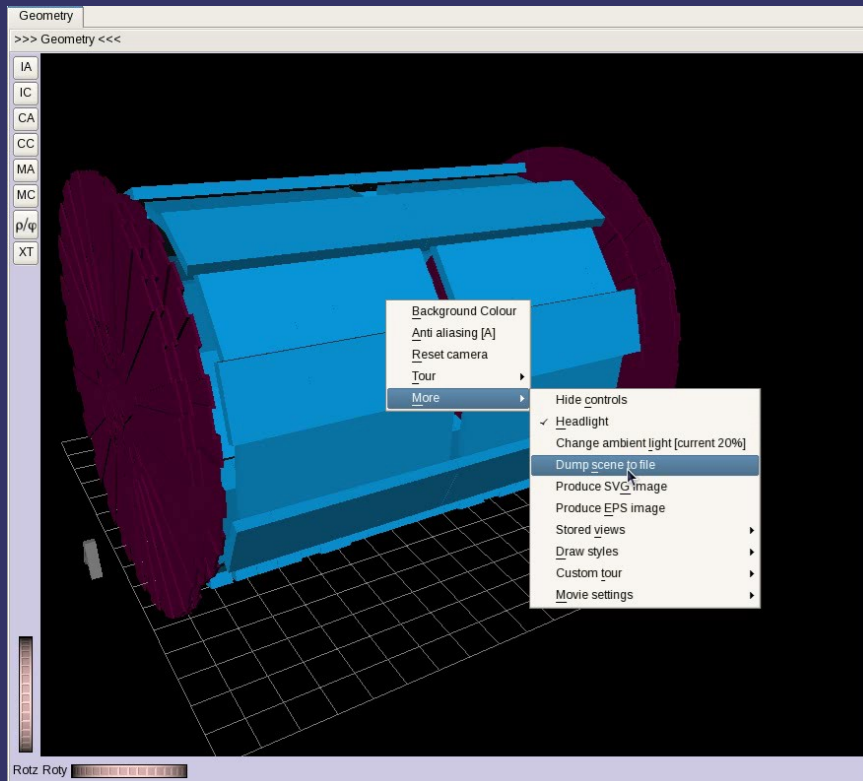 Geometry
>>> Geometry <<<
IA
IC
CA
CC
MA
MC
ρ/φ
XT
Background Colour
Anti aliasing [A]
Reset camera
Tour
More
Hide controls
✓ Headlight
Change ambient light [current 20%]
Dump scene to file
Produce SVG image
Produce EPS image
Stored views
Draw styles
Custom tour
Movie settings
Rotz Roty